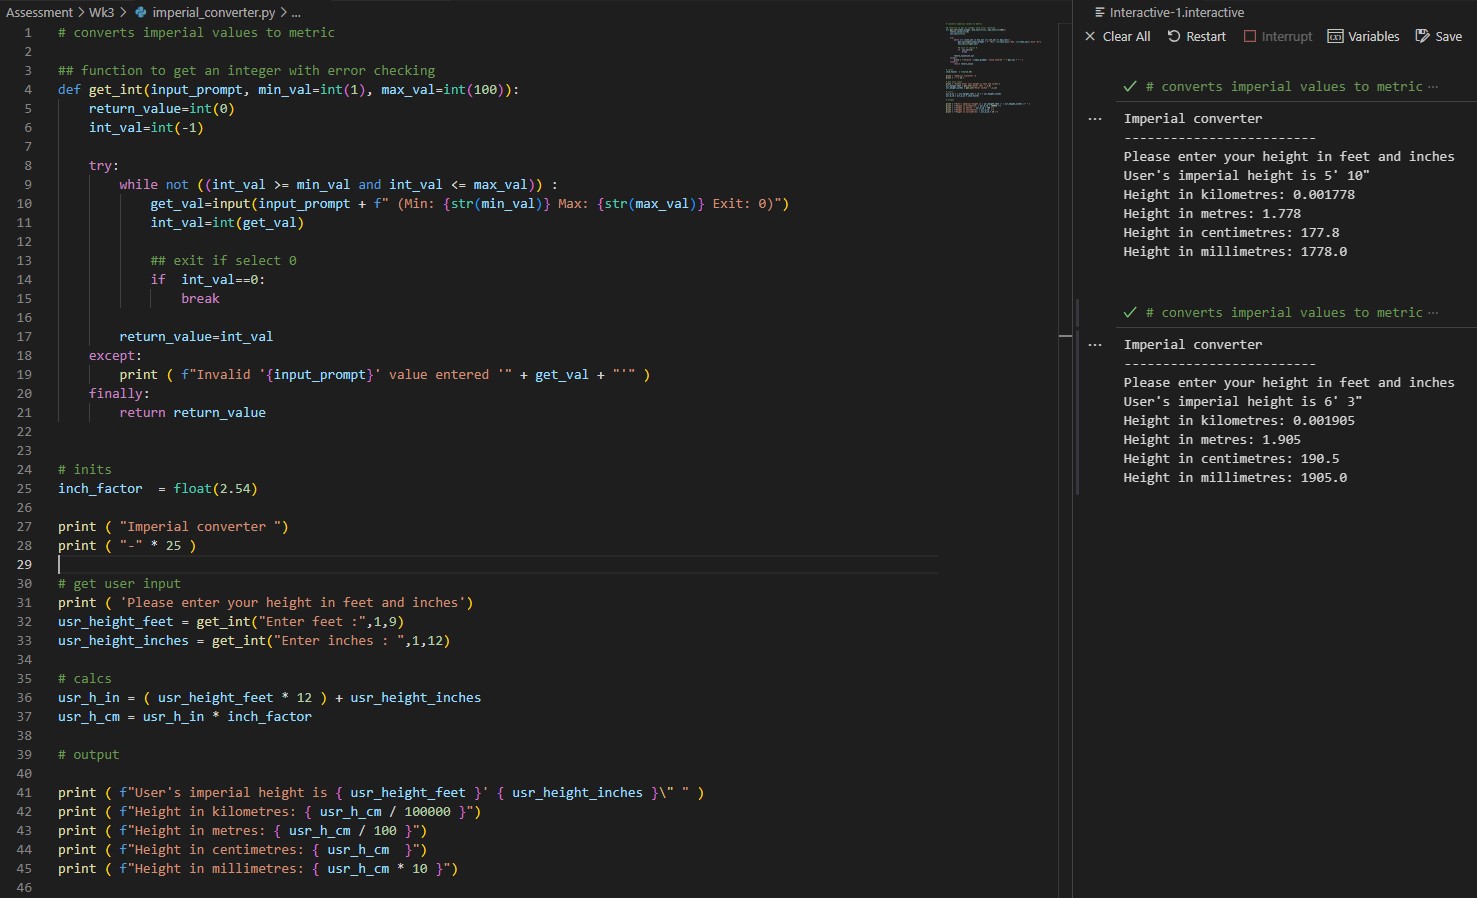 Assessment > Wk3 > imperial_converter.py > ...
1 # converts imperial values to metric
2
3 ## function to get an integer with error checking
4 def get_int(input_prompt, min_val=int(1), max_val=int(100)):
5     return_value=int(0)
6     int_val=int(-1)
7
8     try:
9         while not ((int_val >= min_val and int_val <= max_val)) :
10             get_val=input(input_prompt + f" (Min: {str(min_val)} Max: {str(max_val)} Exit: 0)")
11             int_val=int(get_val)
12
13             ## exit if select 0
14             if  int_val==0:
15                 break
16
17         return_value=int_val
18     except:
19         print ( f"Invalid '{input_prompt}' value entered '" + get_val + "'" )
20     finally:
21         return return_value
22
23
24 # inits
25 inch_factor  = float(2.54)
26
27 print ( "Imperial converter ")
28 print ( "-" * 25 )
29
30 # get user input
31 print ( 'Please enter your height in feet and inches')
32 usr_height_feet = get_int("Enter feet :",1,9)
33 usr_height_inches = get_int("Enter inches : ",1,12)
34
35 # calcs
36 usr_h_in = ( usr_height_feet * 12 ) + usr_height_inches
37 usr_h_cm = usr_h_in * inch_factor
38
39 # output
40
41 print ( f"User's imperial height is { usr_height_feet }' { usr_height_inches }\" " )
42 print ( f"Height in kilometres: { usr_h_cm / 100000 }")
43 print ( f"Height in metres: { usr_h_cm / 100 }")
44 print ( f"Height in centimetres: { usr_h_cm  }")
45 print ( f"Height in millimetres: { usr_h_cm * 10 }")
46
Interactive-1.interactive
Clear All Restart Interrupt Variables Save
# converts imperial values to metric ...
... Imperial converter
-------------------------
Please enter your height in feet and inches
User's imperial height is 5' 10"
Height in kilometres: 0.001778
Height in metres: 1.778
Height in centimetres: 177.8
Height in millimetres: 1778.0
# converts imperial values to metric ...
... Imperial converter
-------------------------
Please enter your height in feet and inches
User's imperial height is 6' 3"
Height in kilometres: 0.001905
Height in metres: 1.905
Height in centimetres: 190.5
Height in millimetres: 1905.0